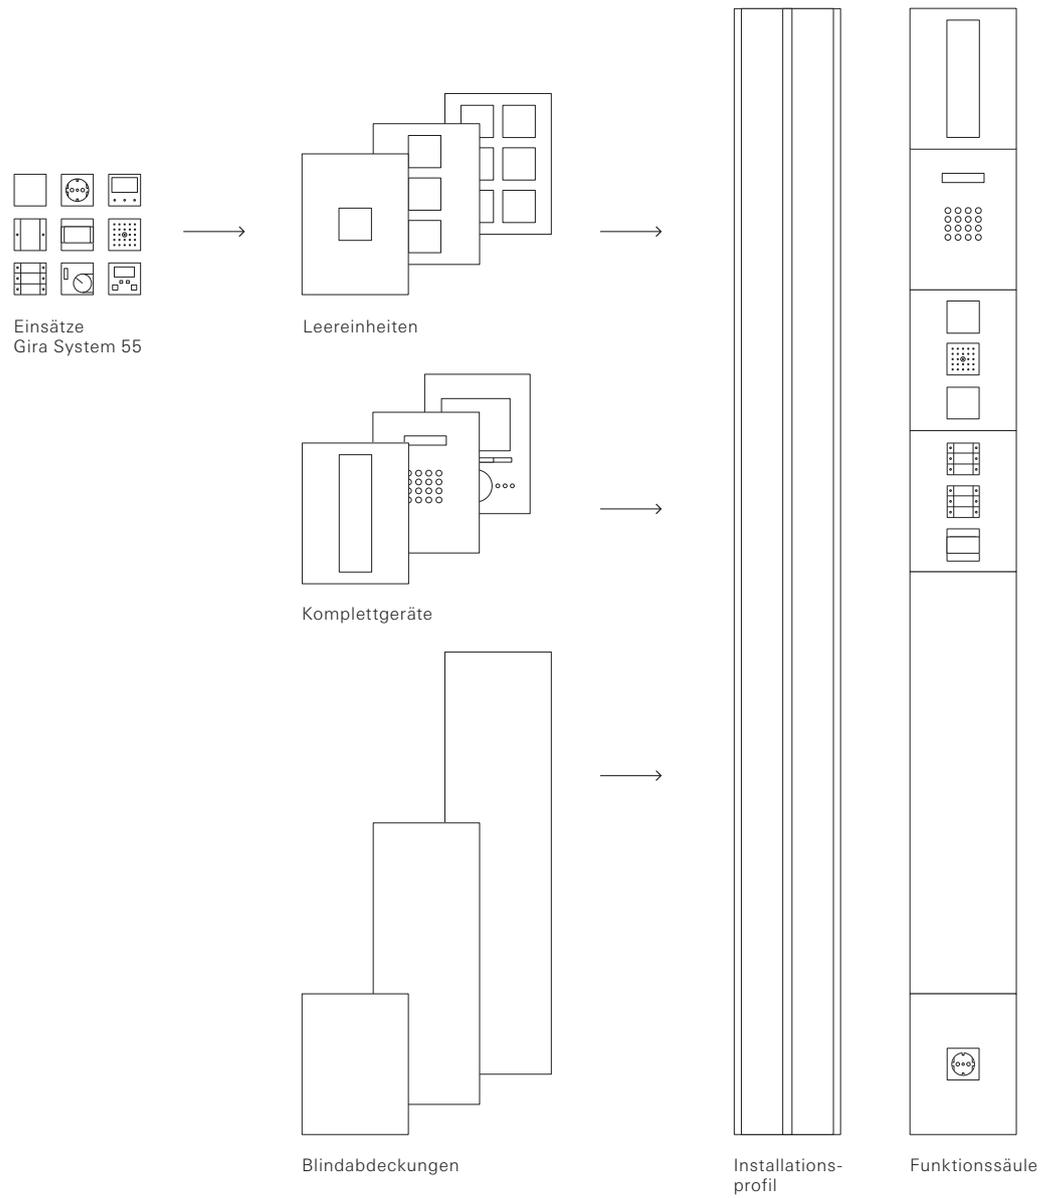 Einsätze
Gira System 55
Leereinheiten
Komplettgeräte
Blindabdeckungen
Installations-
profil
Funktionssäule